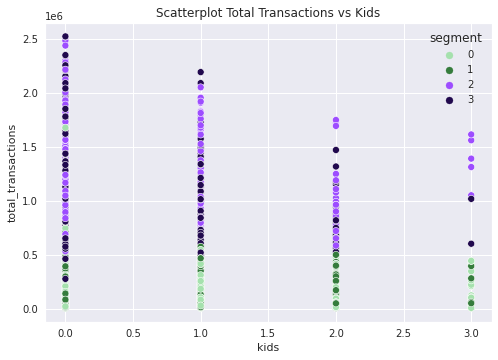 Scatterplot Total Transactions vs Kids
1e6
segment
0
1
2
3
2.5
2.0
1.5
1.0
0.5
0.0
total_transactions
0.0 0.5 1.0 1.5 2.0 2.5 3.0
kids